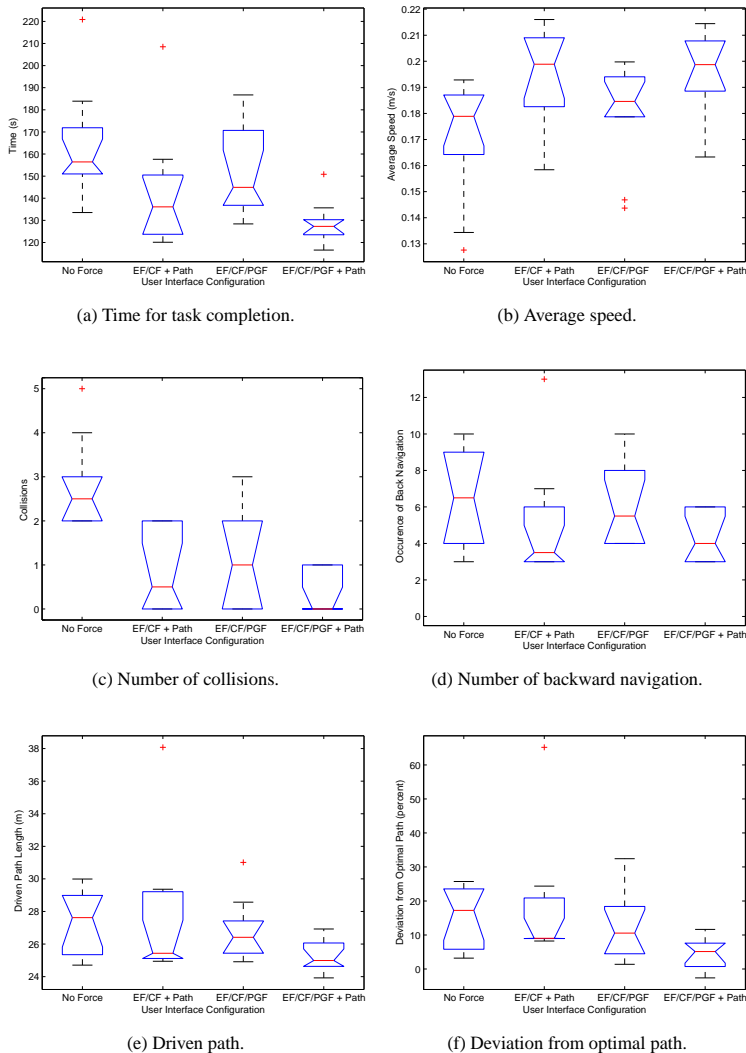 220
210
200
190
180
170
160
150
140
130
120
Time (s)
No Force EF/CF + Path EF/CF/PGF EF/CF/PGF + Path
User Interface Configuration
(a) Time for task completion.
0.22
0.21
0.2
0.19
0.18
0.17
0.16
0.15
0.14
0.13
Average Speed (m/s)
No Force EF/CF + Path EF/CF/PGF EF/CF/PGF + Path
User Interface Configuration
(b) Average speed.
5
4
3
2
1
0
Collisions
No Force EF/CF + Path EF/CF/PGF EF/CF/PGF + Path
User Interface Configuration
(c) Number of collisions.
12
10
8
6
4
2
0
Occurence of Back Navigation
No Force EF/CF + Path EF/CF/PGF EF/CF/PGF + Path
User Interface Configuration
(d) Number of backward navigation.
38
36
34
32
30
28
26
24
Driven Path Length (m)
No Force EF/CF + Path EF/CF/PGF EF/CF/PGF + Path
User Interface Configuration
(e) Driven path.
60
50
40
30
20
10
0
Deviation from Optimal Path (percent)
No Force EF/CF + Path EF/CF/PGF EF/CF/PGF + Path
User Interface Configuration
(f) Deviation from optimal path.